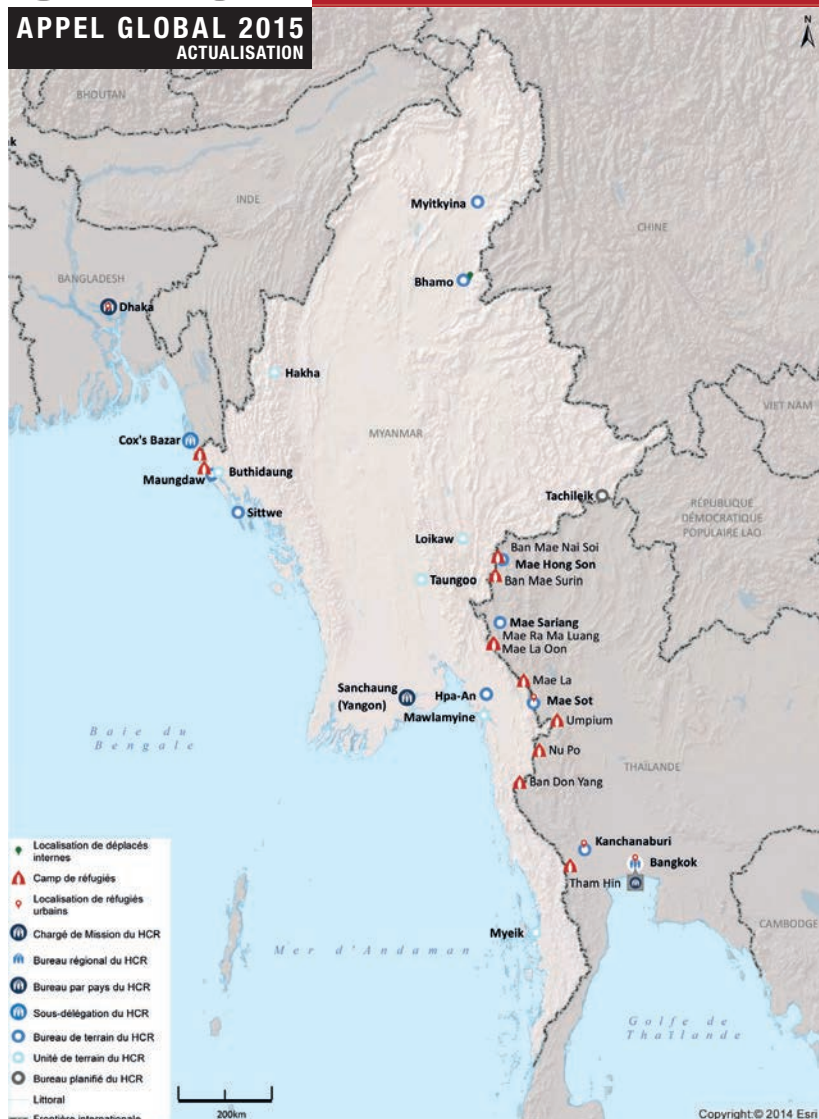 APPEL GLOBAL 2015
ACTUALISATION
N
BHOUTAN
INDE
CHINE
Myitkyina
BANGLADESH
Bhamo
Dhaka
Hakha
VIET NAM
MYANMAR
Cox's Bazar
Buthidaung
Maungdaw
Tachileik
RÉPUBLIQUE
DÉMOCRATIQUE
POPULAIRE LAO
Sittwe
Loikaw
Ban Mae Nai Soi
Mae Hong Son
Taungoo
Ban Mae Surin
Mae Sariang
Mae Ra Ma Luang
Mae La Oon
Mae La
Sanchaung
(Yangon)
Hpa-An
Mae Sot
Mawlamyine
Umpium
Baie du
Bengale
Nu Po
THAÏLANDE
Ban Don Yang
Kanchanaburi
Bangkok
Tham Hin
CAMBODGE
Myeik
Mer d'Andaman
Golfe de
Thaïlande
Localisation de déplacés
internes
Camp de réfugiés
Localisation de réfugiés
urbains
Chargé de Mission du HCR
Bureau régional du HCR
Bureau par pays du HCR
Sous-délégation du HCR
Bureau de terrain du HCR
Unité de terrain du HCR
Bureau planifié du HCR
Littoral
Frontière internationale
200km
Copyright:© 2014 Esri